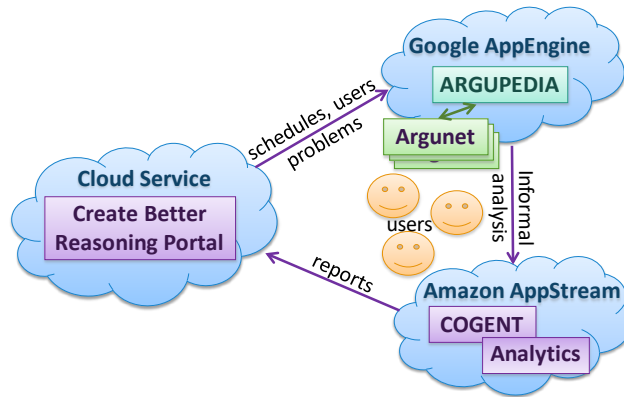 Google AppEngine
ARGUPEDIA
schedules, users
problems
Argunet
Cloud Service
Create Better
Reasoning Portal
users
Informal
analysis
reports
Amazon AppStream
COGENT
Analytics